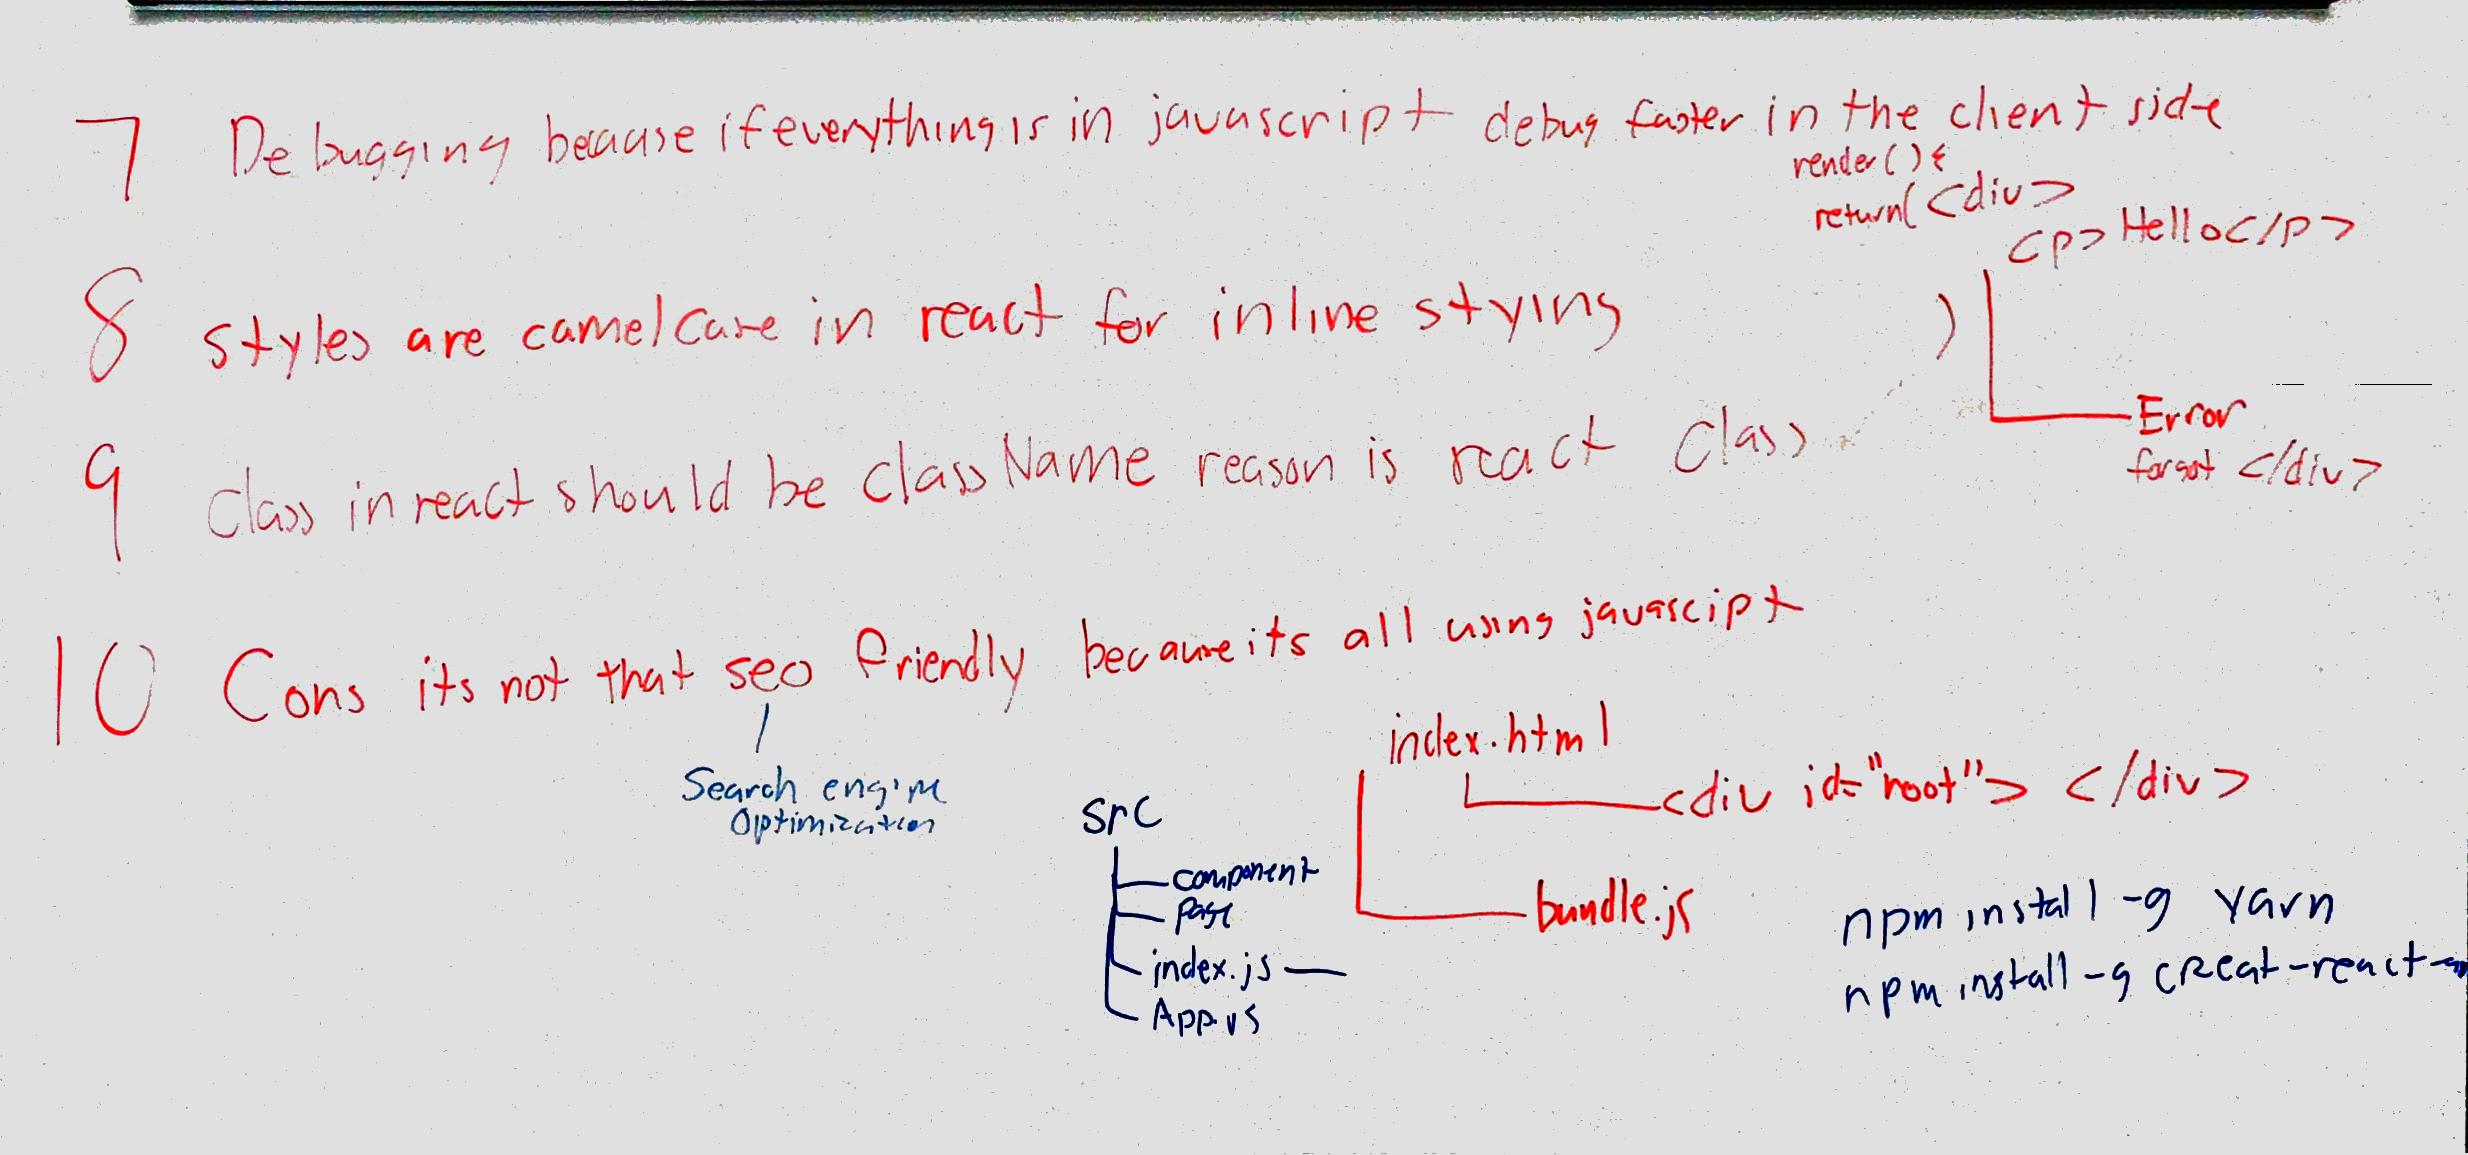 7 Debugging because if everything is in javascript debug faster in the client side
render(){
return( <div>
<p> Hello</p>
)
Error
forgot </div>
8 styles are camelCase in react for inline stying
9 class in react should be className reason is react Class
10 Cons its not that seo friendly because its all using javascipt
Search engine
Optimization
index.html
<div id="root"> </div>
bundle.js
src
component
page
index.js
App.js
npm install -g yarn
npm install -g creat-react-